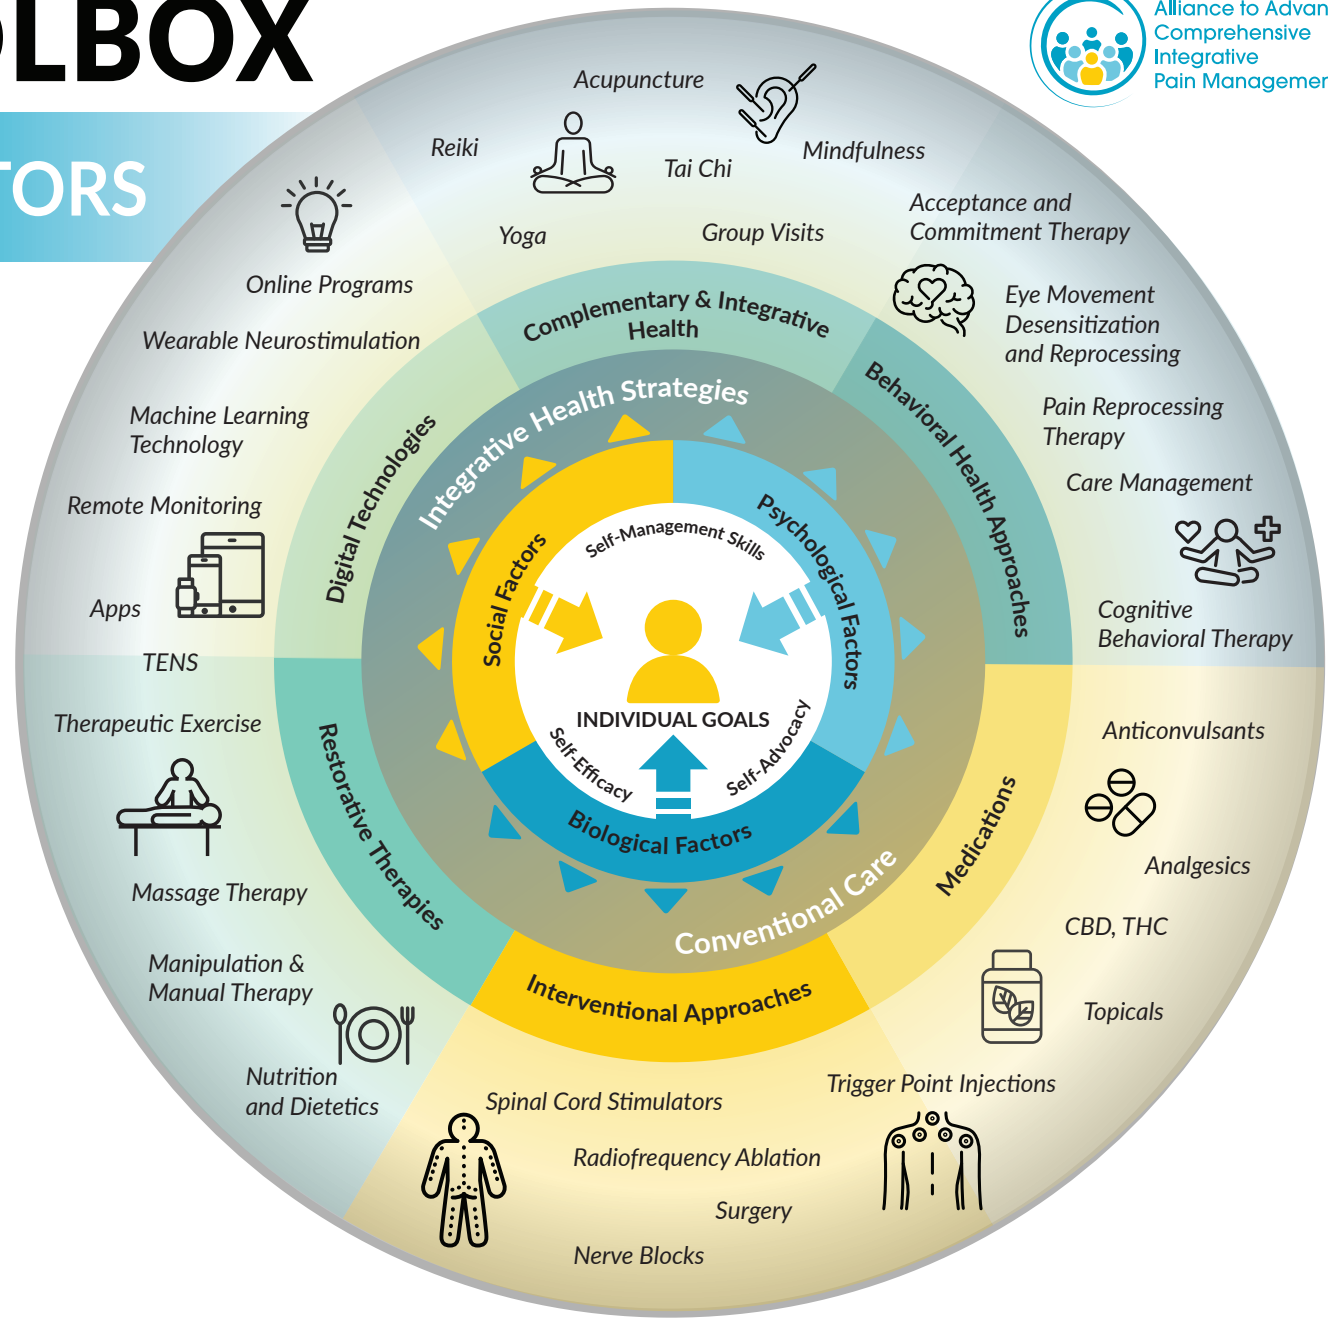 OLBOX
TORS
Alliance to Advan
Comprehensive
Integrative
Pain Managemen
Acupuncture
Reiki
Tai Chi
Mindfulness
Yoga
Group Visits
Acceptance and
Commitment Therapy
Eye Movement
Desensitization
and Reprocessing
Pain Reprocessing
Therapy
Care Management
Cognitive
Behavioral Therapy
Online Programs
Wearable Neurostimulation
Machine Learning
Technology
Remote Monitoring
Apps
TENS
Therapeutic Exercise
Massage Therapy
Manipulation &
Manual Therapy
Nutrition
and Dietetics
Spinal Cord Stimulators
Radiofrequency Ablation
Surgery
Nerve Blocks
Trigger Point Injections
Anticonvulsants
Analgesics
CBD, THC
Topicals
Complementary & Integrative
Health
Behavioral Health Approaches
Medications
Interventional Approaches
Restorative Therapies
Digital Technologies
Integrative Health Strategies
Conventional Care
Social Factors
Psychological Factors
Biological Factors
Self-Management Skills
INDIVIDUAL GOALS
Self-Efficacy
Self-Advocacy